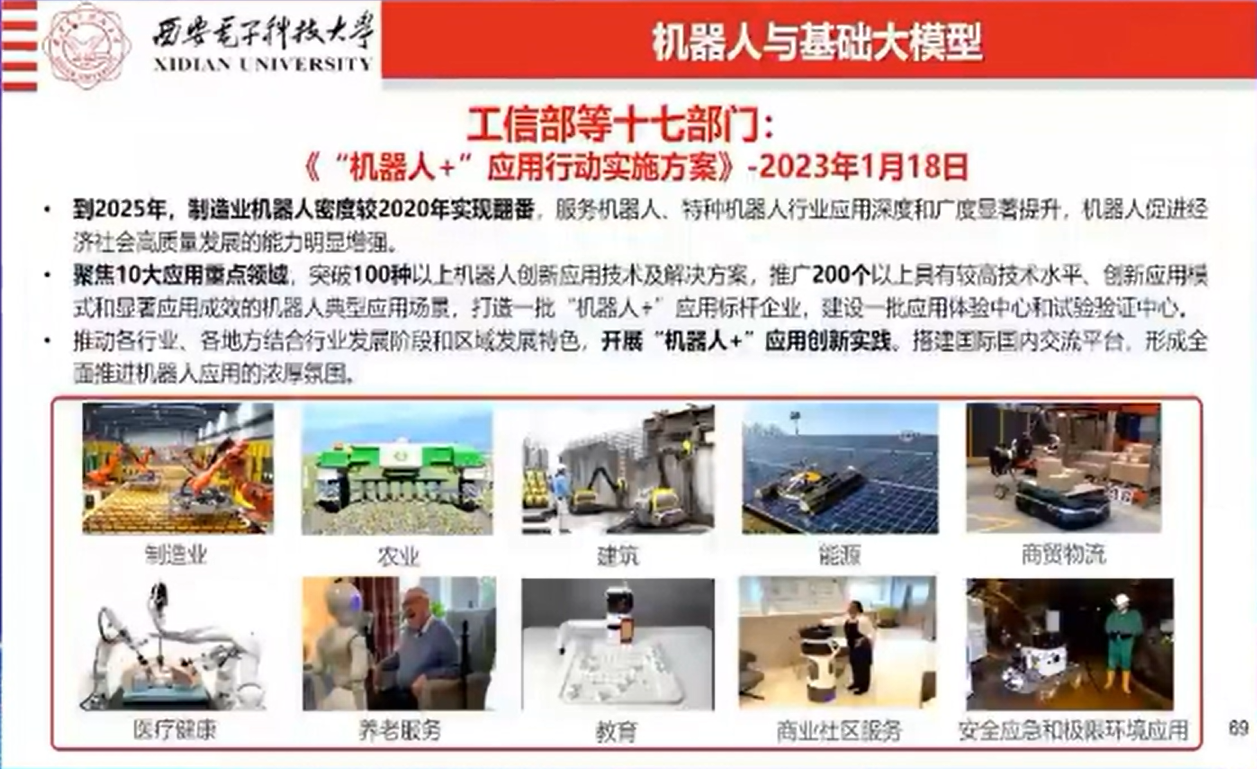 西安电子科技大学
XIDIAN UNIVERSITY
机器人与基础大模型
工信部等十七部门：
《“机器人+”应用行动实施方案》-2023年1月18日
• 到2025年，制造业机器人密度较2020年实现翻番，服务机器人、特种机器人行业应用深度和广度显著提升，机器人促进经
济社会高质量发展的能力明显增强。
• 聚焦10大应用重点领域，突破100种以上机器人创新应用技术及解决方案，推广200个以上具有较高技术水平、创新应用模
式和显著应用成效的机器人典型应用场景，打造一批“机器人+”应用标杆企业，建设一批应用体验中心和试验验证中心。
• 推动各行业、各地方结合行业发展阶段和区域发展特色，开展“机器人+”应用创新实践。搭建国际国内交流平台，形成全
面推进机器人应用的浓厚氛围。
制造业
农业
建筑
能源
商贸物流
医疗健康
养老服务
教育
商业社区服务
安全应急和极限环境应用
69